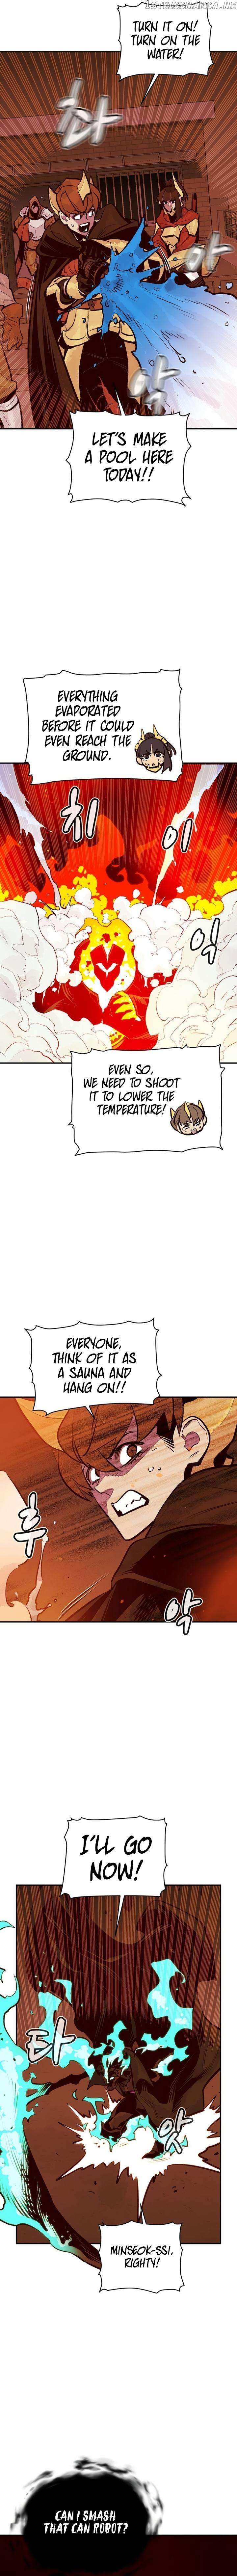 1STKISSMANGA.ME
TURN IT ON!
TURN ON THE
WATER!
촤
아
아
LET'S MAKE
A POOL HERE
TODAY!!
EVERYTHING
EVAPORATED
BEFORE IT COULD
EVEN REACH THE
GROUND.
치
이
익
EVEN SO,
WE NEED TO SHOOT
IT TO LOWER THE
TEMPERATURE!
EVERYONE,
THINK OF IT AS
A SAUNA AND
HANG ON!!
후
악
I'LL GO
NOW!
타
앗
MINSEOK-SSI,
RIGHTY!
CAN I SMASH
THAT CAN ROBOT?